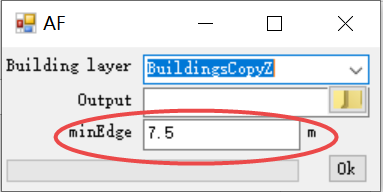 AF
Building layer BuildingsCopyZ
Output
minEdge 7.5 m
Ok